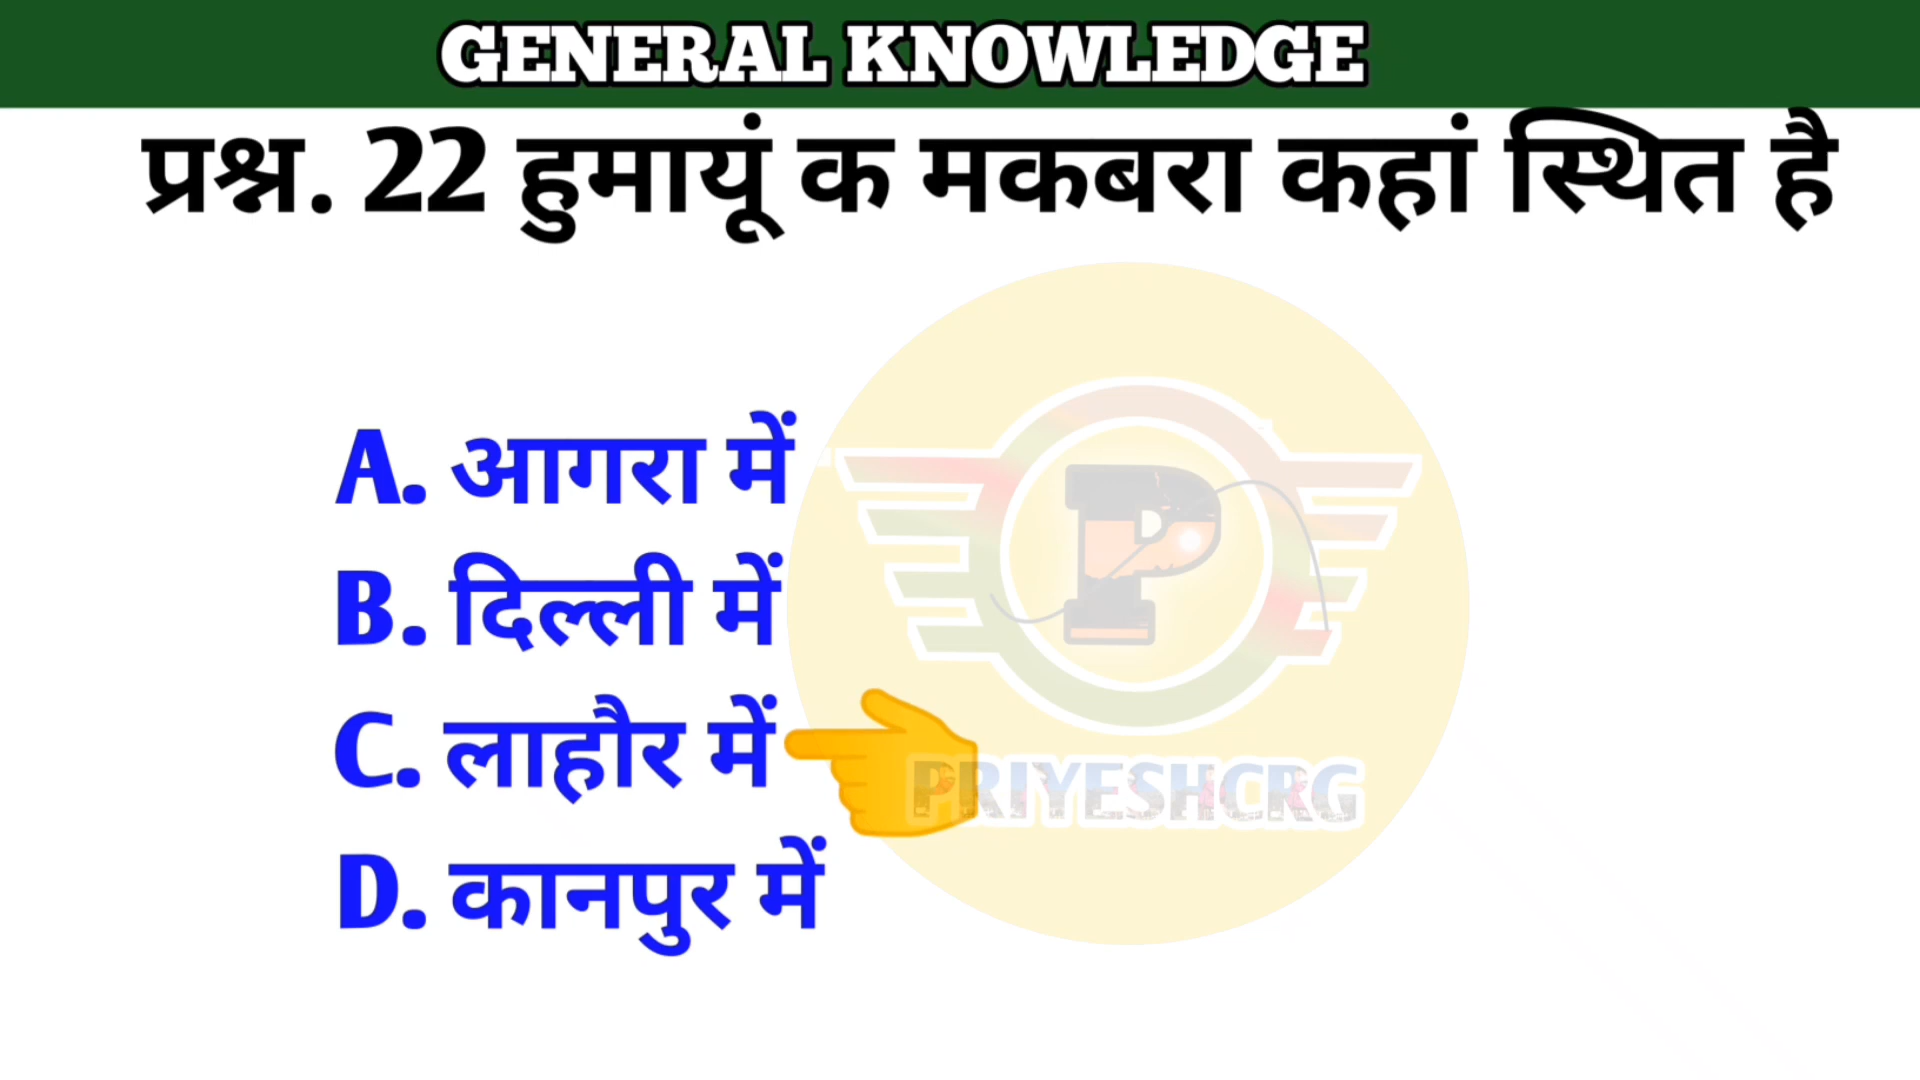 GENERAL KNOWLEDGE
प्रश्न. 22 हुमायूं क मकबरा कहां स्थित है
A. आगरा में
B. दिल्ली में
C. लाहौर में
D. कानपुर में
P
PRIYESHCRG